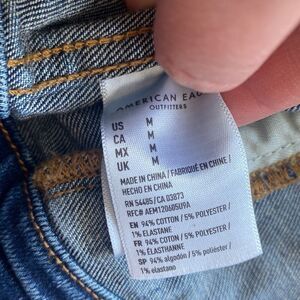 AMERICAN EAG
OUTFITTERS
US M
CA M
MX M
UK M
MADE IN CHINA / FABRIQUÉ EN CHINE /
HECHO EN CHINA
RN 54485 / CA 03873
RFC# AEM120605U9A
EN 94% COTTON / 5% POLYESTER /
1% ELASTANE
FR 94% COTON / 5% POLYESTER /
1% ÉLASTHANNE
SP 94% algodón / 5% poliéster /
1% elastano